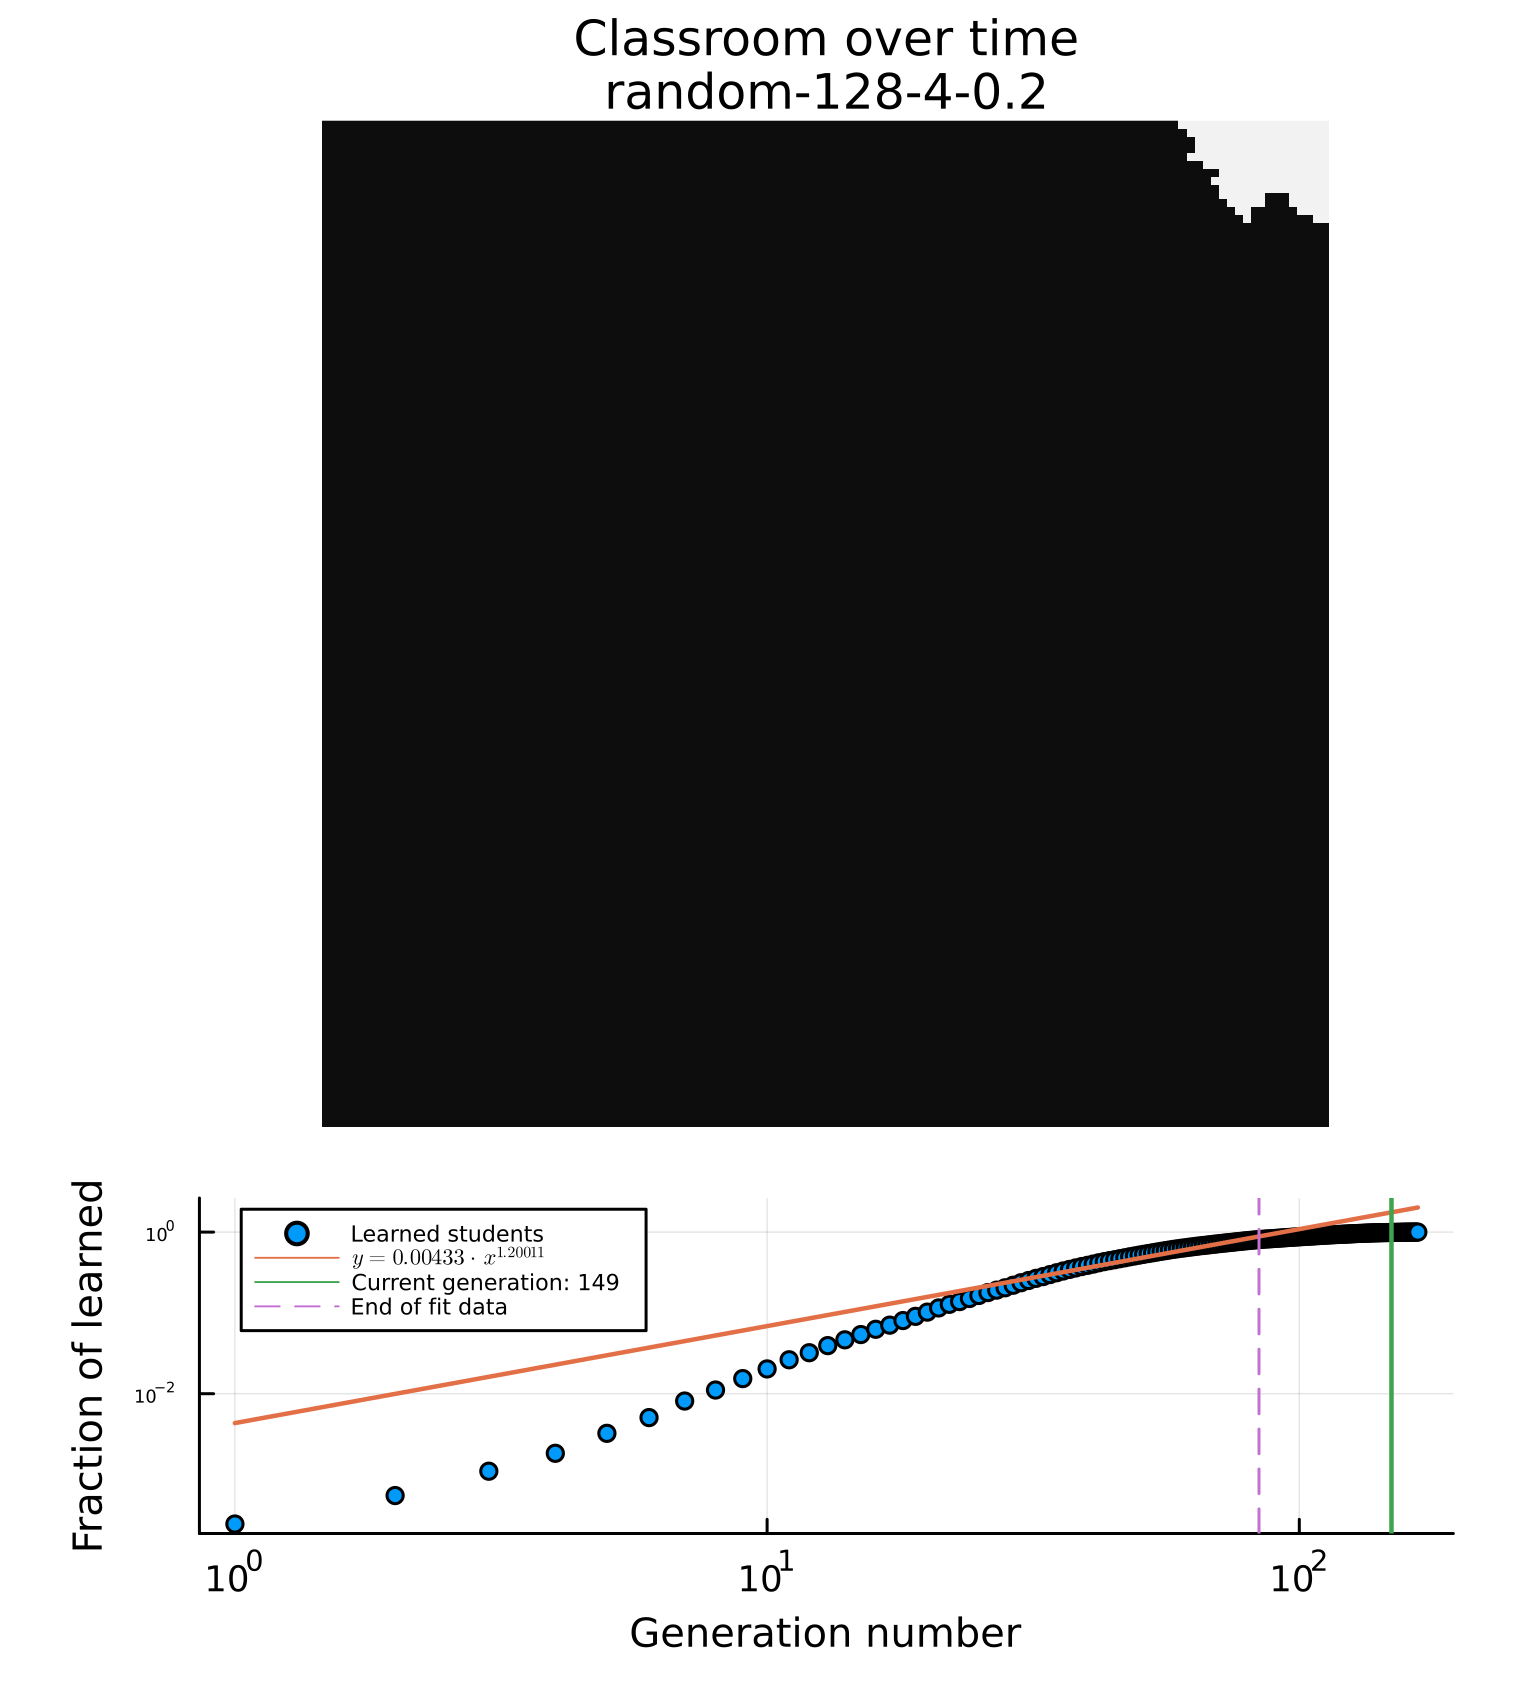 Classroom over time
random-128-4-0.2
Fraction of learned
10⁰
10⁻²
Learned students
y = 0.00433 · x¹·²⁰⁰¹¹
Current generation: 149
End of fit data
10⁰ 10¹ 10²
Generation number